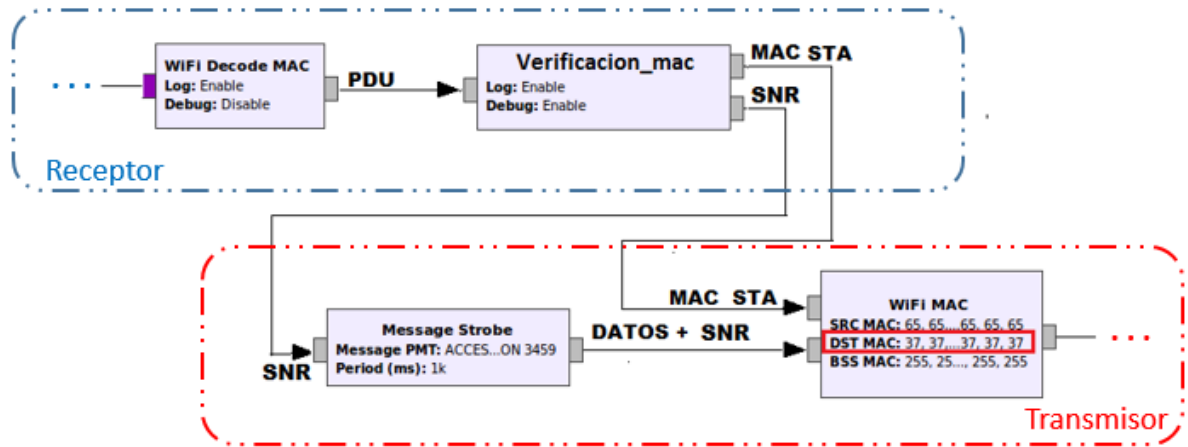 WiFi Decode MAC
Log: Enable
Debug: Disable
PDU
Verificacion_mac
Log: Enable
Debug: Enable
MAC STA
SNR
Receptor
Message Strobe
Message PMT: ACCES...ON 3459
Period (ms): 1k
SNR
DATOS + SNR
MAC STA
WiFi MAC
SRC MAC: 65, 65....65, 65, 65
DST MAC: 37, 37,...37, 37, 37
BSS MAC: 255, 25..., 255, 255
Transmisor